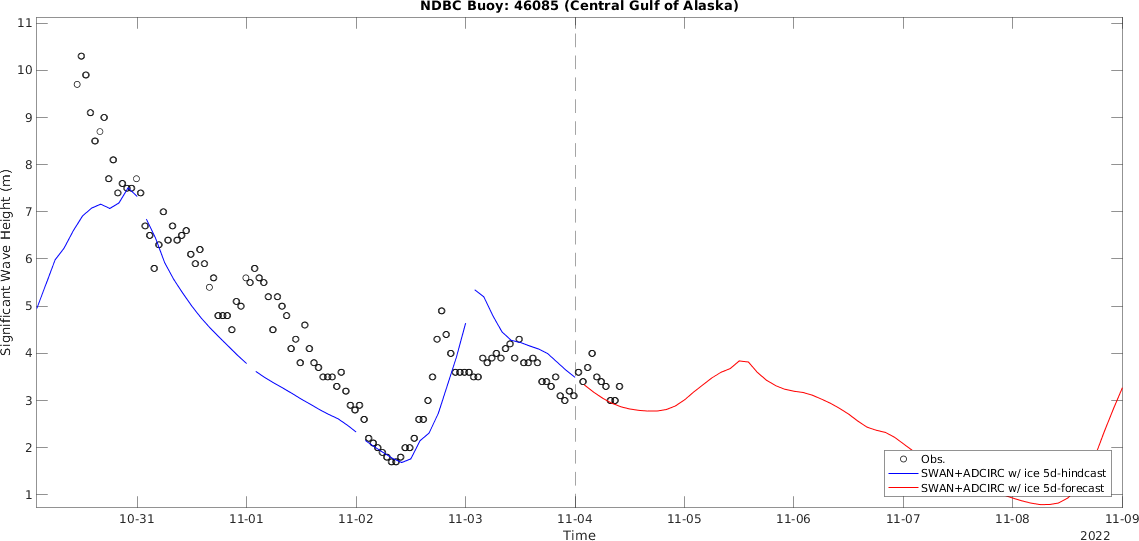 NDBC Buoy: 46085 (Central Gulf of Alaska)
11
10
9
8
7
6
5
4
3
2
1
Significant Wave Height (m)
Obs.
SWAN+ADCIRC w/ ice 5d-hindcast
SWAN+ADCIRC w/ ice 5d-forecast
10-31 11-01 11-02 11-03 11-04 11-05 11-06 11-07 11-08 11-09
Time
2022